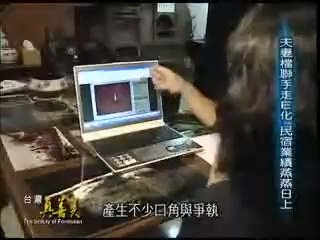 夫妻檔聯手走E化 民宿業績蒸蒸日上
台灣
真善美
The beauty of Formosan
產生不少口角與爭執